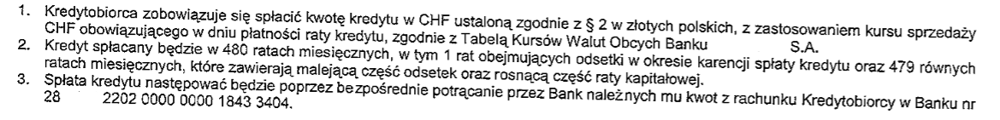 1. Kredytobiorca zobowiązuje się spłacić kwotę kredytu w CHF ustaloną zgodnie z § 2 w złotych polskich, z zastosowaniem kursu sprzedaży
CHF obowiązującego w dniu płatności raty kredytu, zgodnie z Tabelą Kursów Walut Obcych Banku S.A.
2. Kredyt spłacany będzie w 480 ratach miesięcznych, w tym 1 rat obejmujących odsetki w okresie karencji spłaty kredytu oraz 479 równych
ratach miesięcznych, które zawierają malejącą część odsetek oraz rosnącą część raty kapitałowej.
3. Spłata kredytu następować będzie poprzez bezpośrednie potrącanie przez Bank należnych mu kwot z rachunku Kredytobiorcy w Banku nr
28 2202 0000 0000 1843 3404.